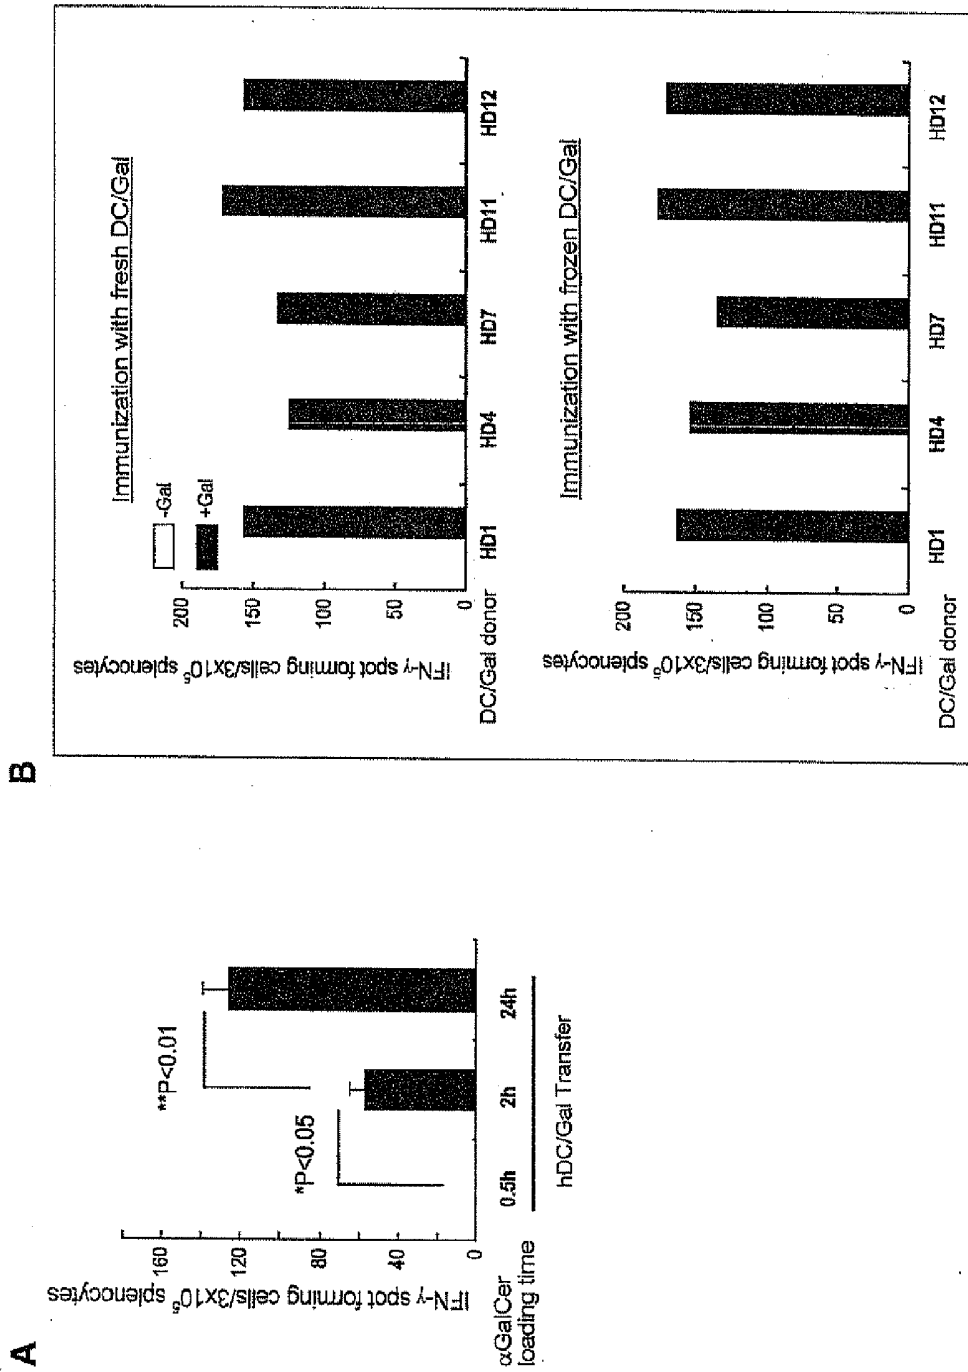 A
IFN-γ spot forming cells/3x10⁵ splenocytes
160
120
80
40
0
**P<0.01
*P<0.05
αGalCer
loading time
0.5h 2h 24h
hDC/Gal Transfer
B
Immunization with fresh DC/Gal
-Gal
+Gal
IFN-γ spot forming cells/3x10⁵ splenocytes
200
150
100
50
0
DC/Gal donor
HD1 HD4 HD7 HD11 HD12
Immunization with frozen DC/Gal
IFN-γ spot forming cells/3x10⁵ splenocytes
200
150
100
50
0
DC/Gal donor
HD1 HD4 HD7 HD11 HD12